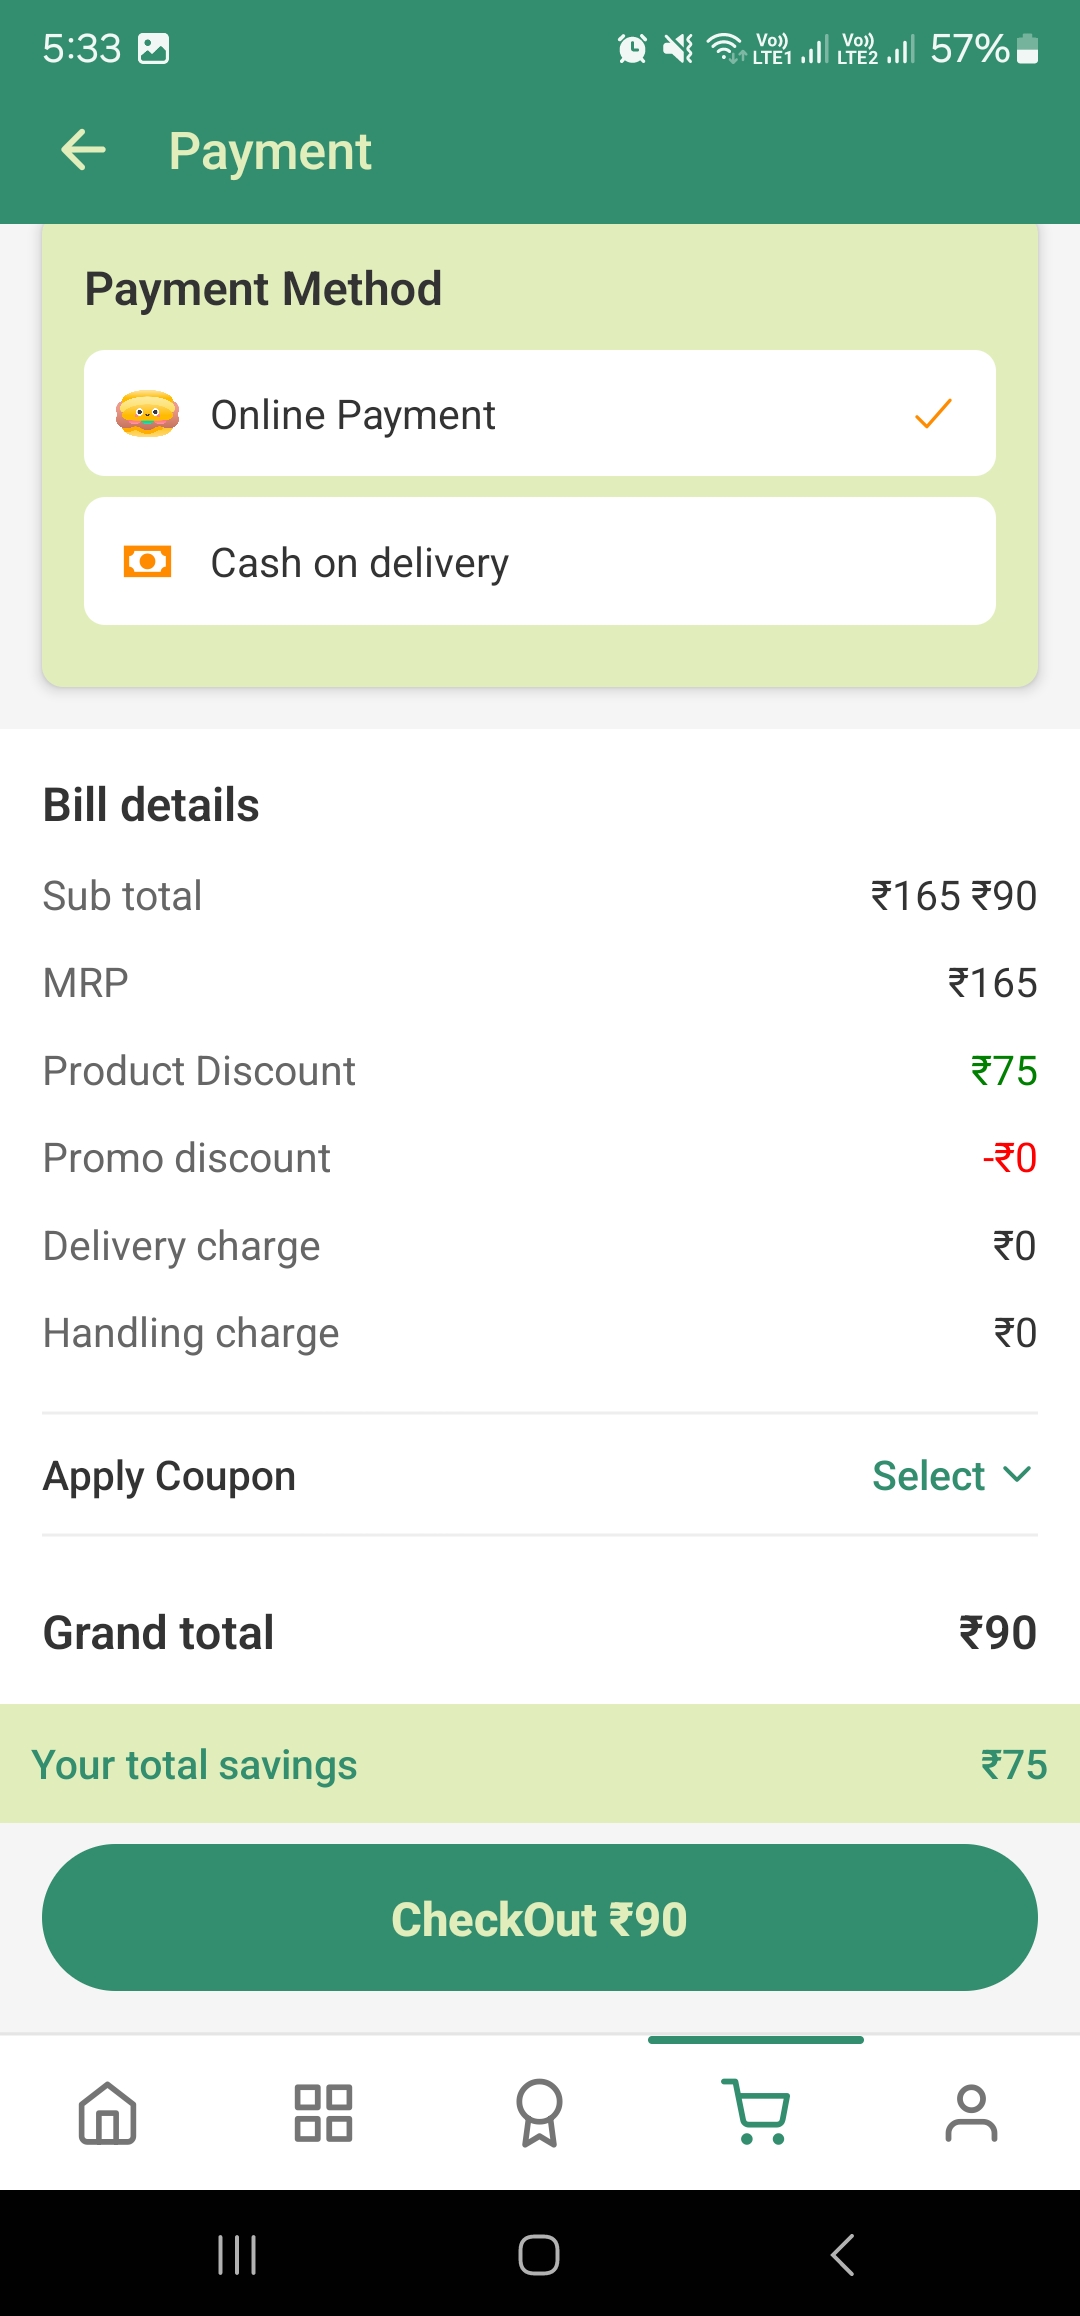 5:33
Vo)) LTE1 Vo)) LTE2 57%
Payment
Payment Method
Online Payment
Cash on delivery
Bill details
Sub total ₹165 ₹90
MRP ₹165
Product Discount ₹75
Promo discount -₹0
Delivery charge ₹0
Handling charge ₹0
Apply Coupon Select
Grand total ₹90
Your total savings ₹75
CheckOut ₹90